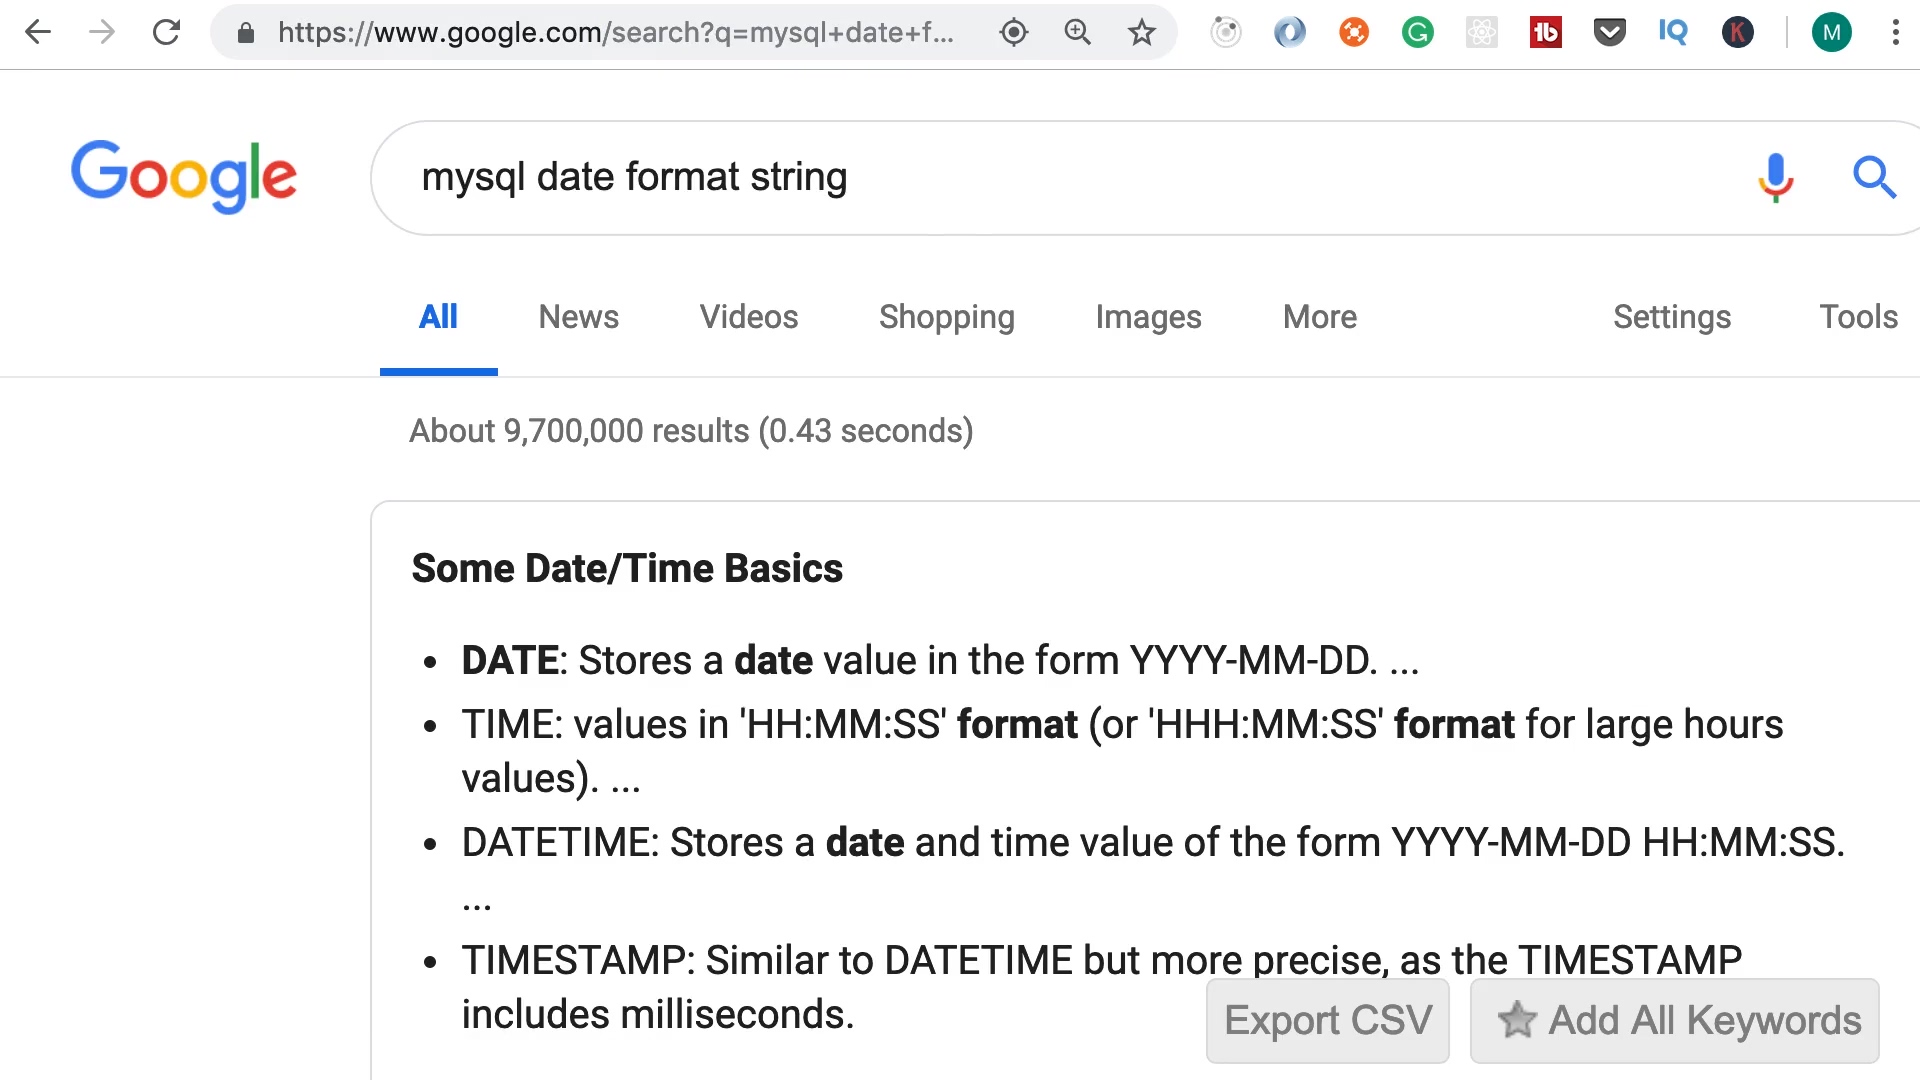 https://www.google.com/search?q=mysql+date+f...
G
tb
IQ
K
M
Google
mysql date format string
All News Videos Shopping Images More Settings Tools
About 9,700,000 results (0.43 seconds)
Some Date/Time Basics
• DATE: Stores a date value in the form YYYY-MM-DD. ...
• TIME: values in 'HH:MM:SS' format (or 'HHH:MM:SS' format for large hours
values). ...
• DATETIME: Stores a date and time value of the form YYYY-MM-DD HH:MM:SS.
...
• TIMESTAMP: Similar to DATETIME but more precise, as the TIMESTAMP
includes milliseconds.
Export CSV
Add All Keywords